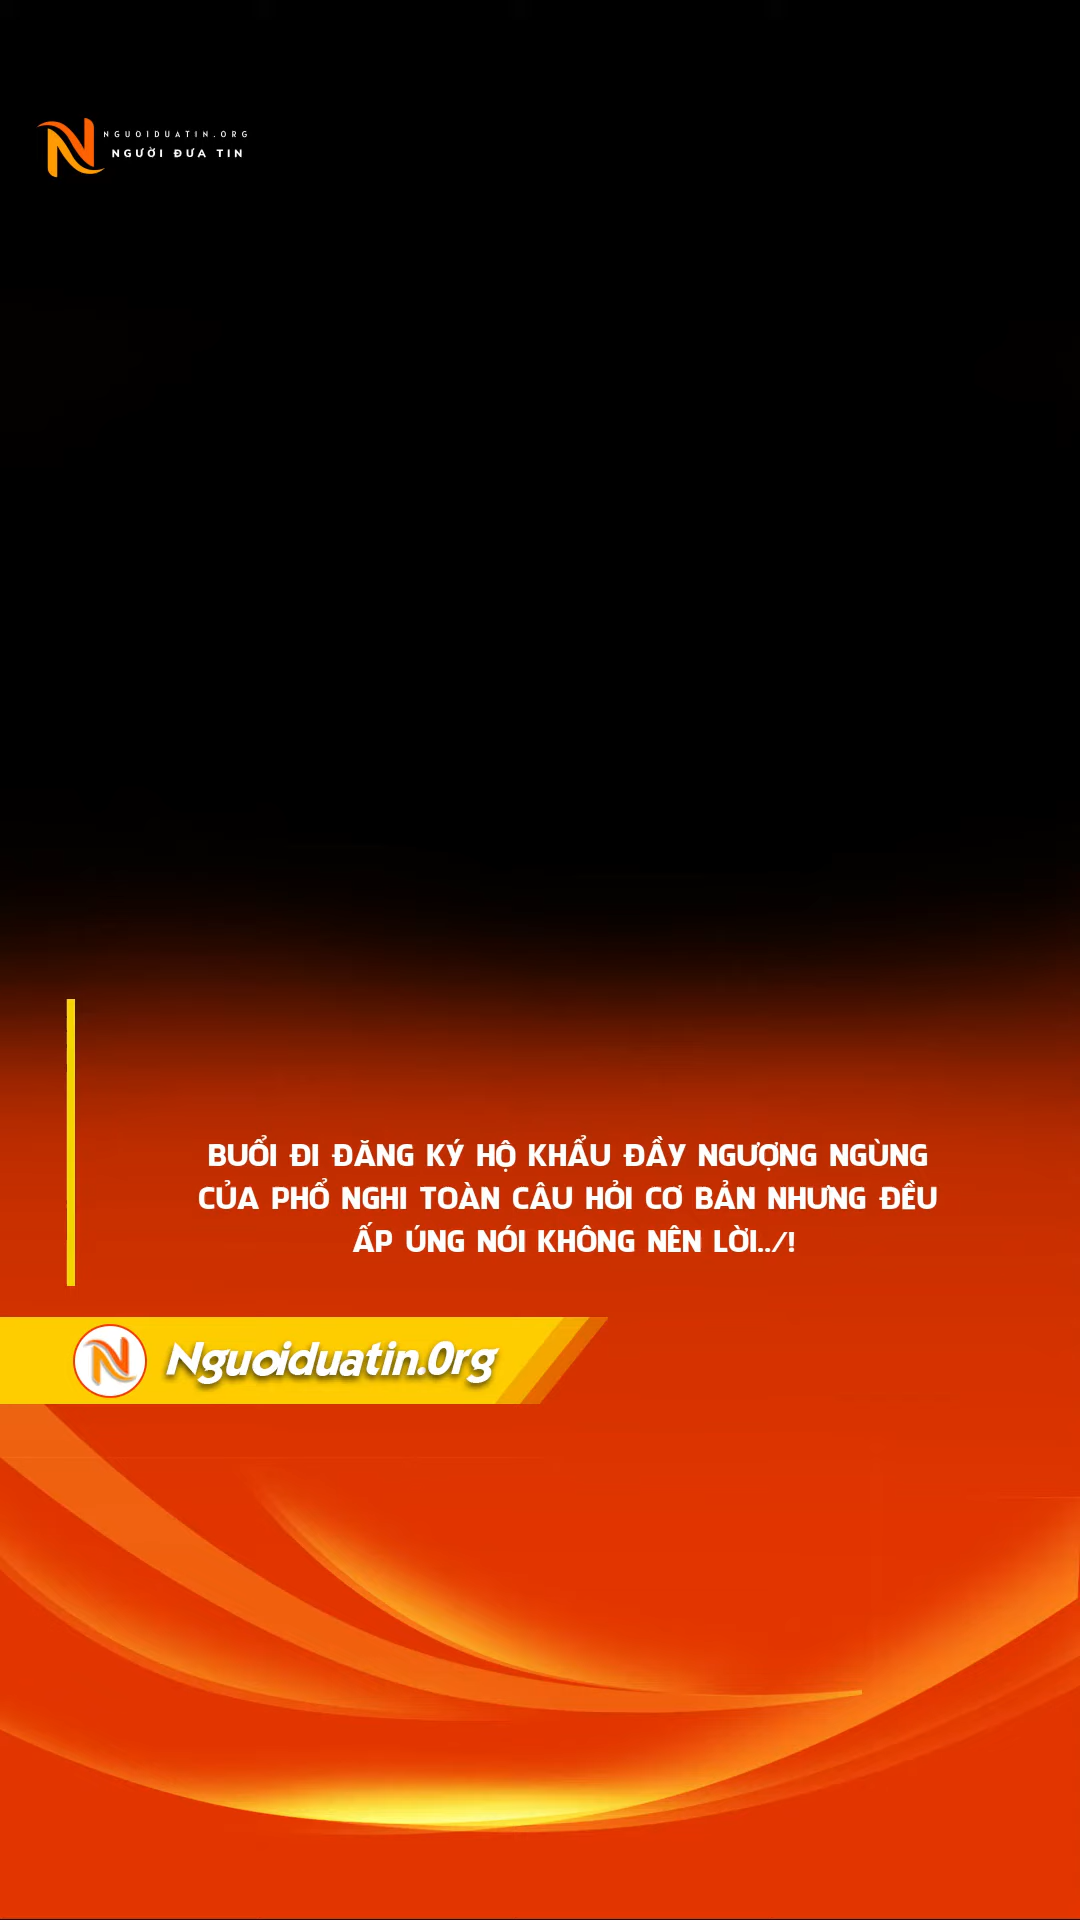 NGUOIDUATIN.ORG
NGƯỜI ĐƯA TIN
BUỔI ĐI ĐĂNG KÝ HỘ KHẨU ĐẦY NGƯỢNG NGÙNG
CỦA PHỔ NGHI TOÀN CÂU HỎI CƠ BẢN NHƯNG ĐỀU
ẤP ÚNG NÓI KHÔNG NÊN LỜI../!
Nguoiduatin.Org